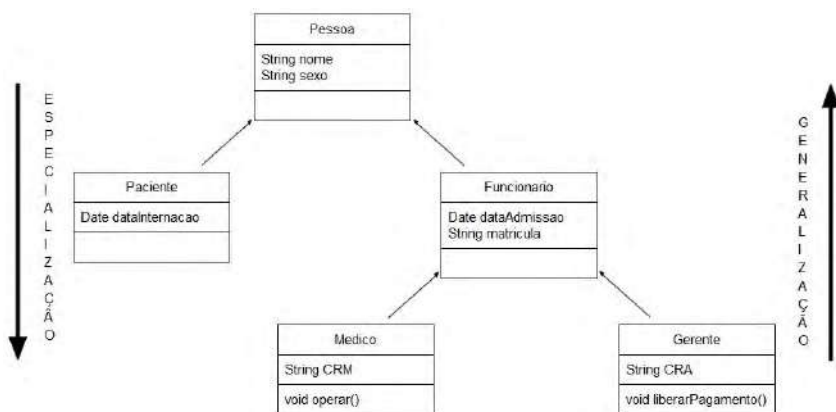 Pessoa
String nome
String sexo
ESPECIALIZAÇÃO
GENERALIZAÇÃO
Paciente
Date dataInternacao
Funcionario
Date dataAdmissao
String matricula
Medico
String CRM
void operar()
Gerente
String CRA
void liberarPagamento()